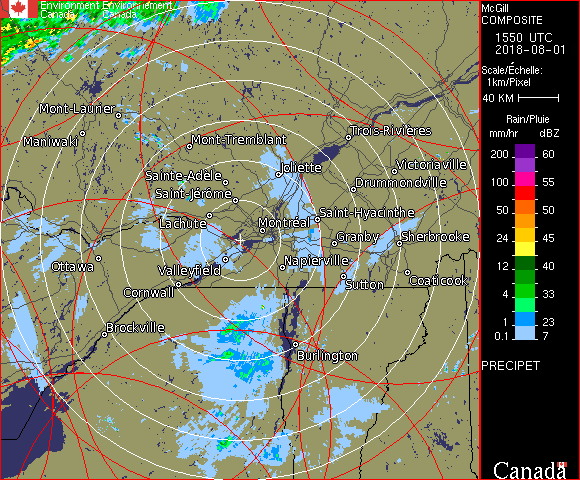 Environment Environnement
Canada Canada
Mont-Laurier
Maniwaki
Mont-Tremblant
Trois-Rivières
Sainte-Adèle
Joliette
Victoriaville
Saint-Jérôme
Drummondville
Lachute
Montréal
Saint-Hyacinthe
Granby
Sherbrooke
Ottawa
Valleyfield
Napierville
Cornwall
Sutton
Coaticook
Brockville
Burlington
McGill
COMPOSITE
1550 UTC
2018-08-01
Scale/Échelle:
1km/Pixel
40 KM
Rain/Pluie
mm/hr dBZ
200 60
100 55
50 50
24 45
12 40
4 33
1 23
0.1 7
PRECIPET
Canada